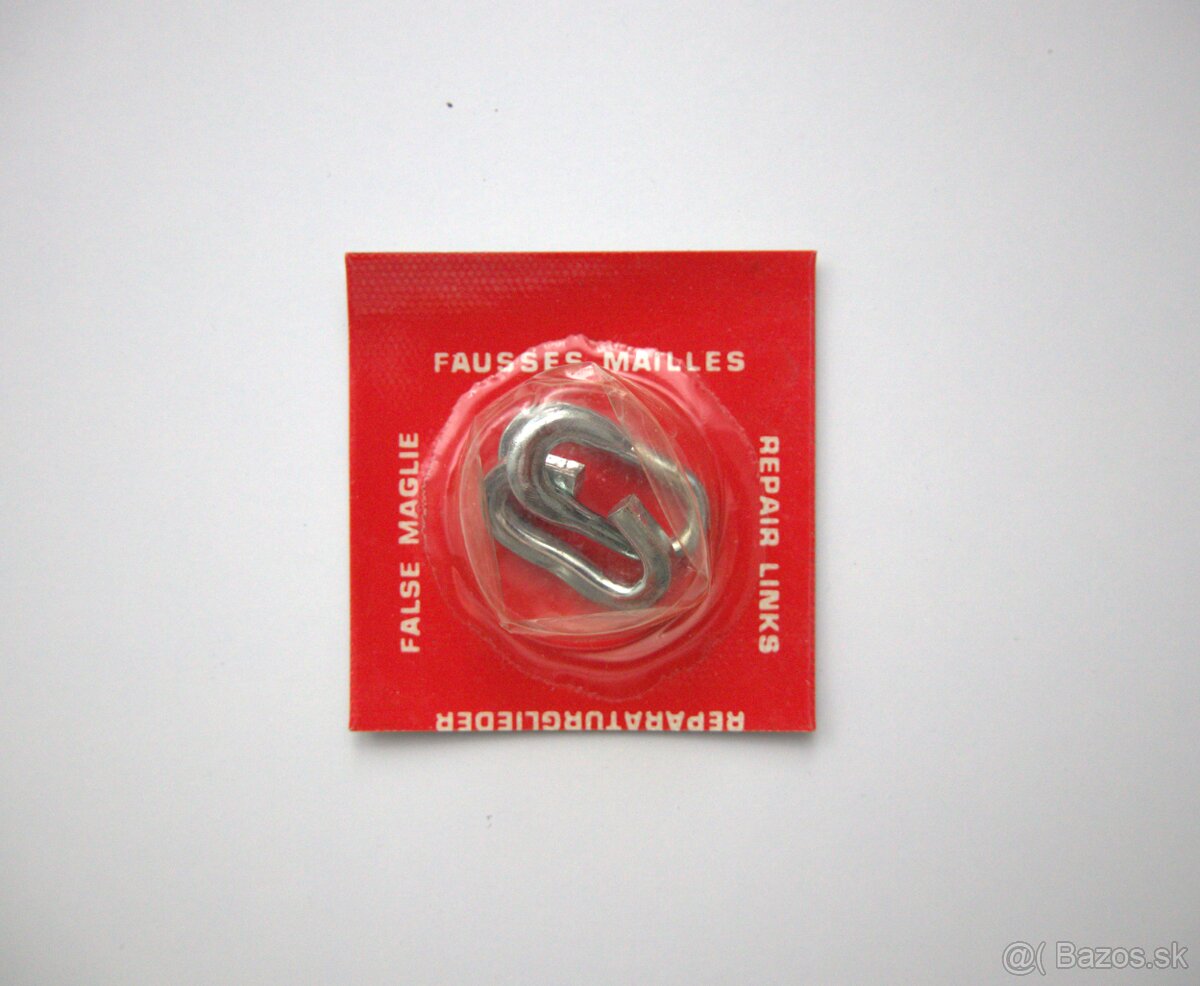 FAUSSES MAILLES
FALSE MAGLIE
REPAIR LINKS
REPARATURGLIEDER
@( Bazos.sk